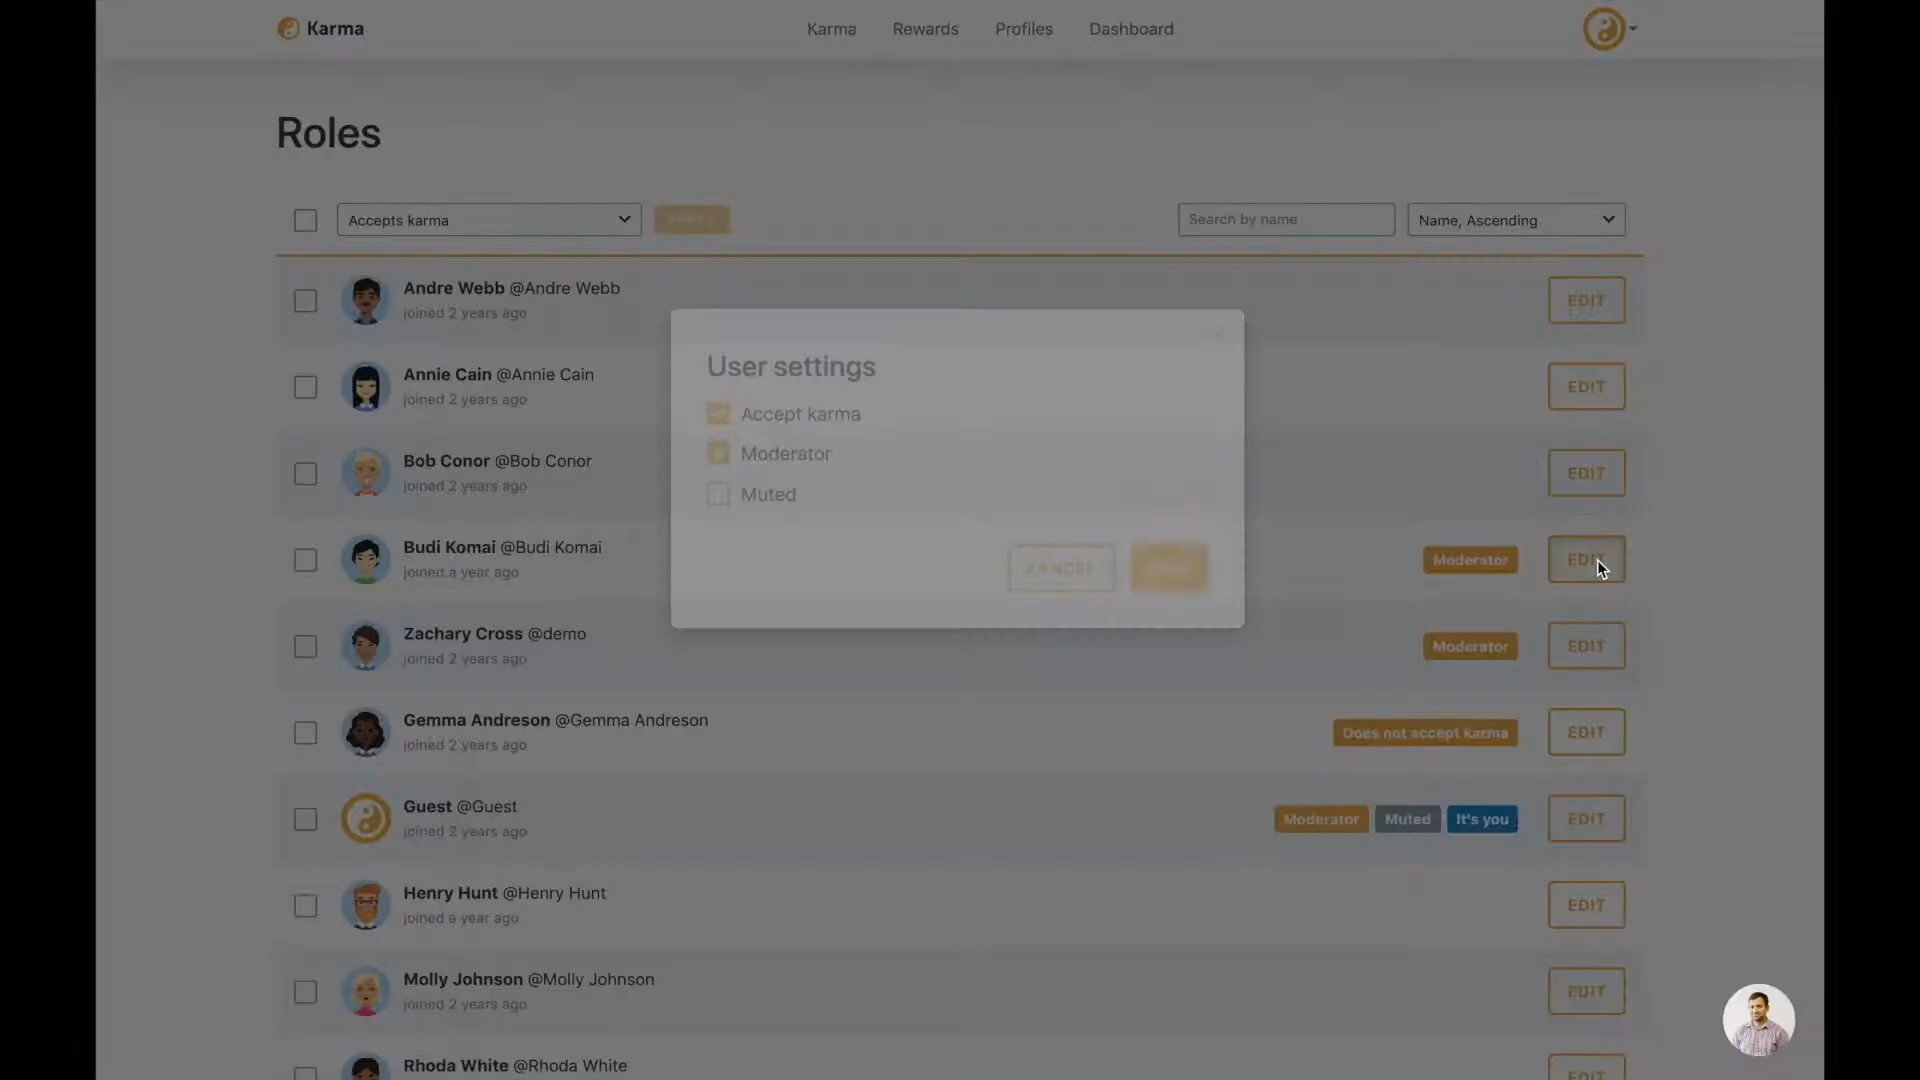 Karma
Karma Rewards Profiles Dashboard
Roles
Accepts karma
Search by name
Name, Ascending
Andre Webb @Andre Webb
joined 2 years ago
EDIT
Annie Cain @Annie Cain
joined 2 years ago
EDIT
User settings
Accept karma
Moderator
Muted
CANCEL
Bob Conor @Bob Conor
joined 2 years ago
EDIT
Budi Komai @Budi Komai
joined a year ago
Moderator
EDIT
Zachary Cross @demo
joined 2 years ago
Moderator
EDIT
Gemma Andreson @Gemma Andreson
joined 2 years ago
Does not accept karma
EDIT
Guest @Guest
joined 2 years ago
Moderator Muted It's you
EDIT
Henry Hunt @Henry Hunt
joined a year ago
EDIT
Molly Johnson @Molly Johnson
joined 2 years ago
EDIT
Rhoda White @Rhoda White
EDIT